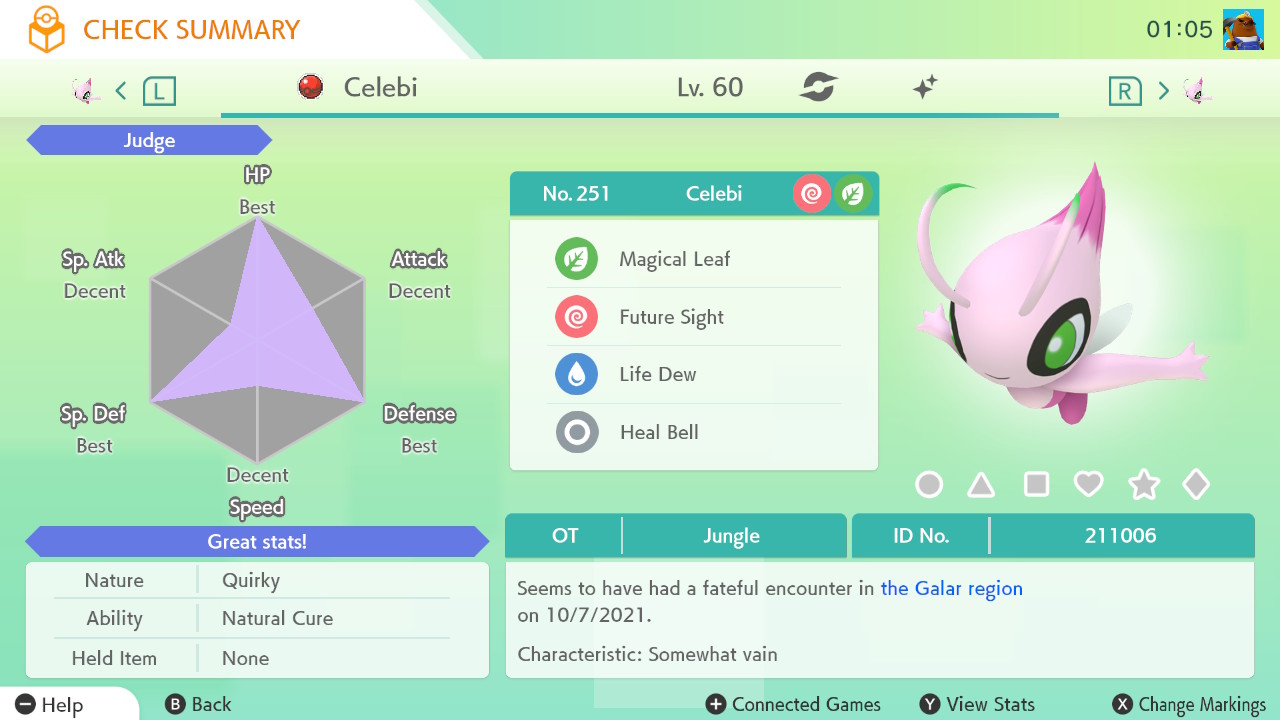 CHECK SUMMARY
01:05
L
Celebi
Lv. 60
R
Judge
HP
Best
Sp. Atk
Decent
Attack
Decent
Sp. Def
Best
Defense
Best
Decent
Speed
Great stats!
Nature Quirky
Ability Natural Cure
Held Item None
No. 251 Celebi
Magical Leaf
Future Sight
Life Dew
Heal Bell
OT Jungle
ID No. 211006
Seems to have had a fateful encounter in the Galar region
on 10/7/2021.
Characteristic: Somewhat vain
Help
B Back
Connected Games
Y View Stats
X Change Markings